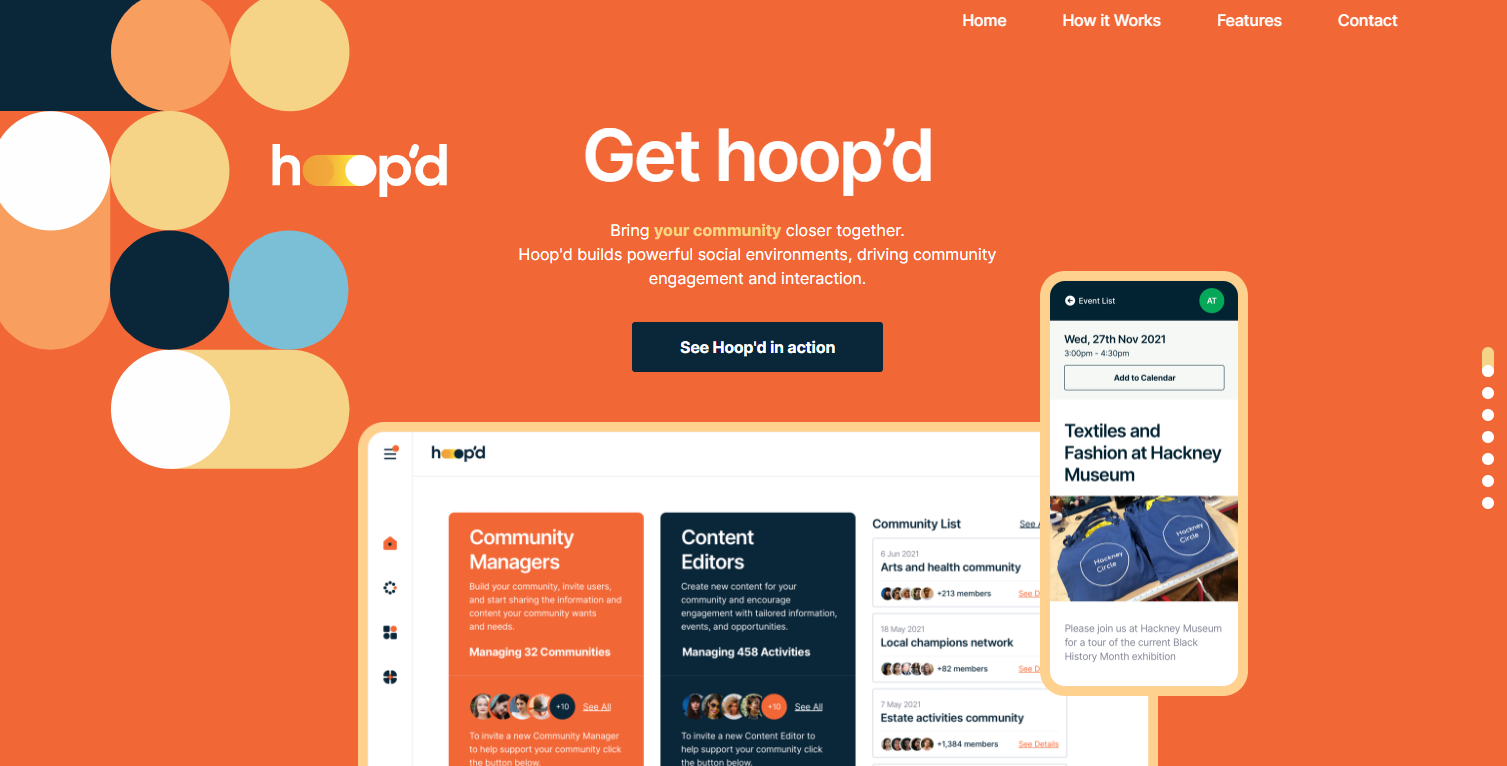 Home
How it Works
Features
Contact
hoop'd
Get hoop’d
Bring your community closer together.
Hoop'd builds powerful social environments, driving community
engagement and interaction.
See Hoop'd in action
hoop'd
Community
Managers
Build your community, invite users,
and start sharing the information and
content your community wants
and needs.
Managing 32 Communities
+10
See All
To invite a new Community Manager
to help support your community click
the button below.
Content
Editors
Create new content for your
community and encourage
engagement with tailored information,
events, and opportunities.
Managing 458 Activities
+10
See All
To invite a new Content Editor to
help support your community click
the button below.
Community List
See
6 Jun 2021
Arts and health community
+213 members
See D
18 May 2021
Local champions network
+82 members
See D
7 May 2021
Estate activities community
+1,384 members
See Details
Event List
AT
Wed, 27th Nov 2021
3:00pm - 4:30pm
Add to Calendar
Textiles and
Fashion at Hackney
Museum
Hackney
Circle
Hackney
Circle
Please join us at Hackney Museum
for a tour of the current Black
History Month exhibition